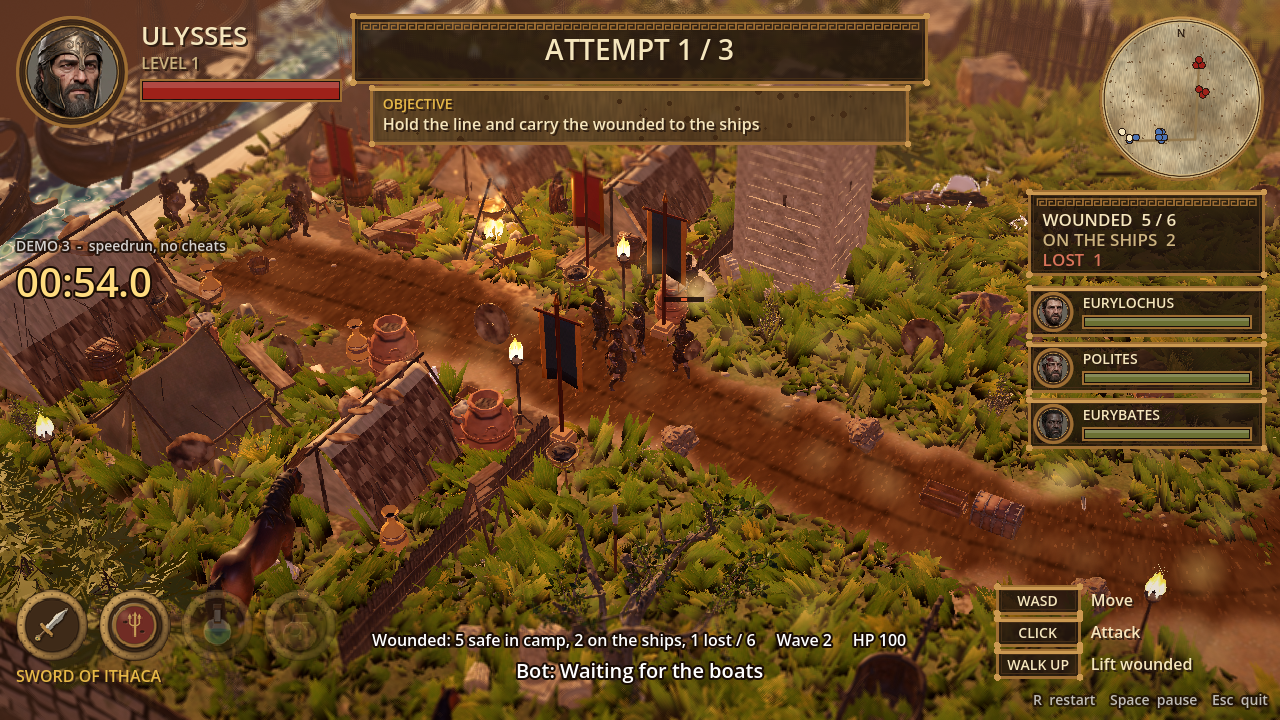 ULYSSES
LEVEL 1
ATTEMPT 1 / 3
OBJECTIVE
Hold the line and carry the wounded to the ships
N
WOUNDED 5 / 6
ON THE SHIPS 2
LOST 1
DEMO 3 - speedrun, no cheats
00:54.0
EURYLOCHUS
POLITES
EURYBATES
WASD Move
CLICK Attack
WALK UP Lift wounded
Wounded: 5 safe in camp, 2 on the ships, 1 lost / 6 Wave 2 HP 100
Bot: Waiting for the boats
SWORD OF ITHACA
R restart Space pause Esc quit